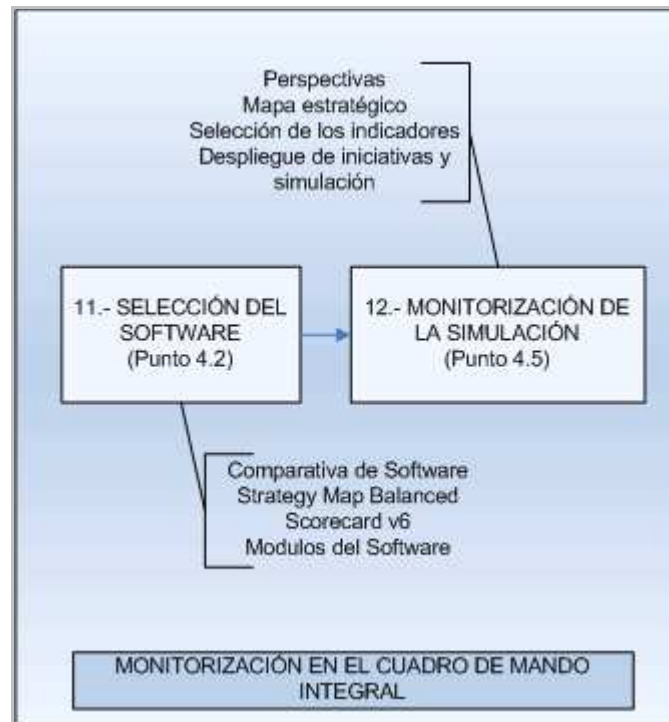 Perspectivas
Mapa estratégico
Selección de los indicadores
Despliegue de iniciativas y
simulación
11.- SELECCIÓN DEL
SOFTWARE
(Punto 4.2)
12.- MONITORIZACIÓN DE
LA SIMULACIÓN
(Punto 4.5)
Comparativa de Software
Strategy Map Balanced
Scorecard v6
Modulos del Software
MONITORIZACIÓN EN EL CUADRO DE MANDO
INTEGRAL